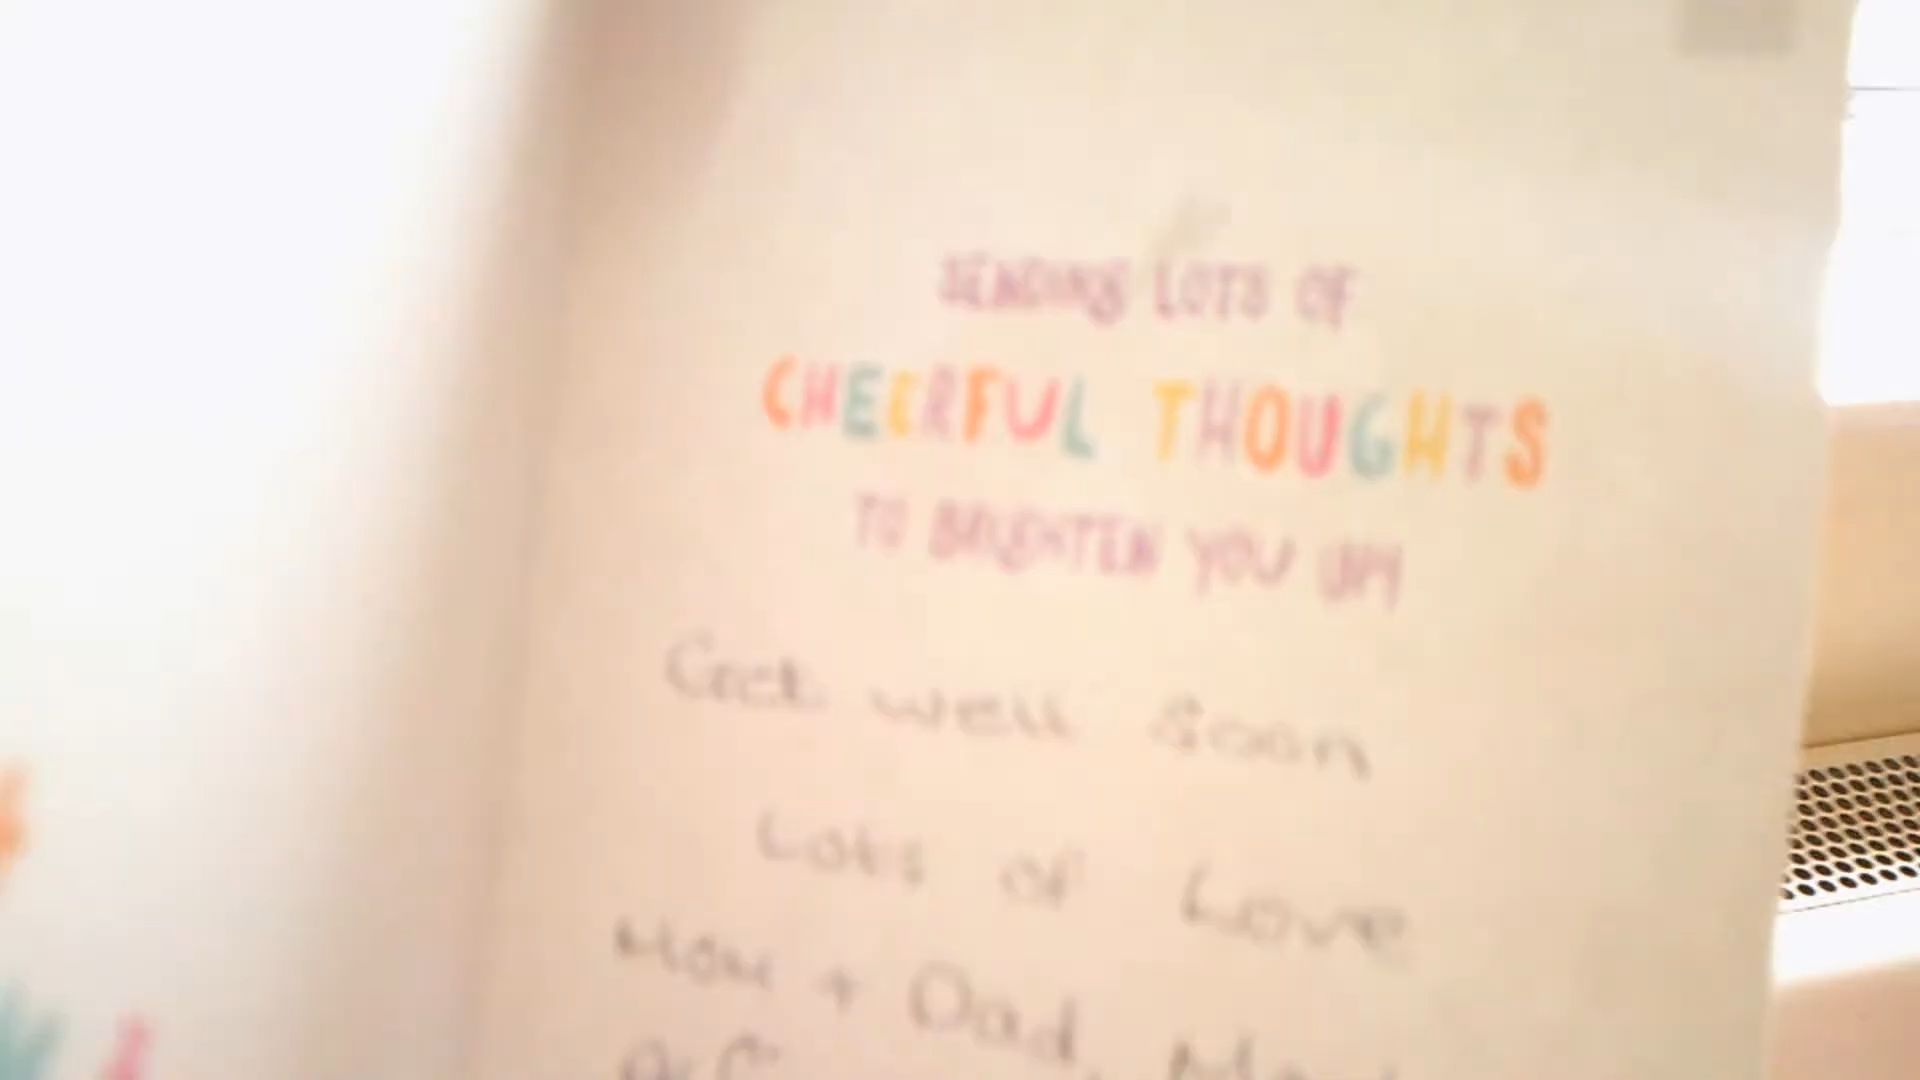 SENDING LOTS OF
CHEERFUL THOUGHTS
TO BRIGHTEN YOU UP!
Get well soon
Lots of Love
Mom + Dad,